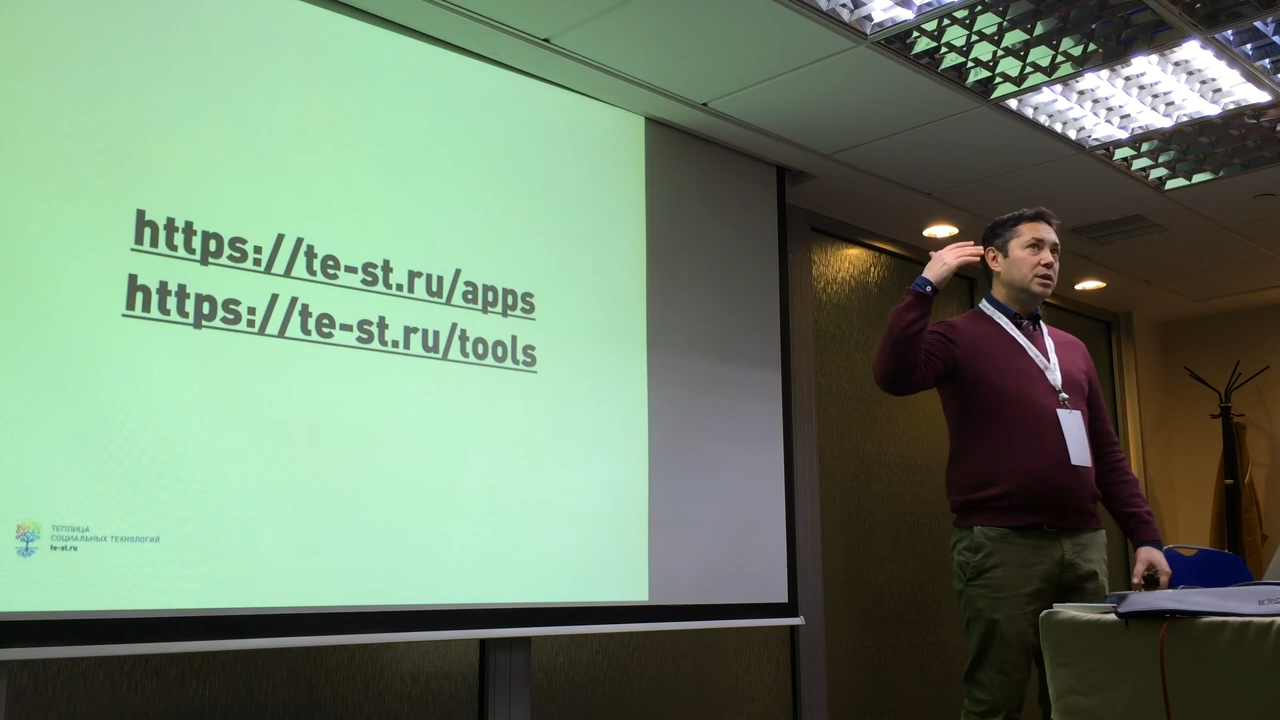 https://te-st.ru/apps
https://te-st.ru/tools
ТЕПЛИЦА
СОЦИАЛЬНЫХ ТЕХНОЛОГИЙ
te-st.ru